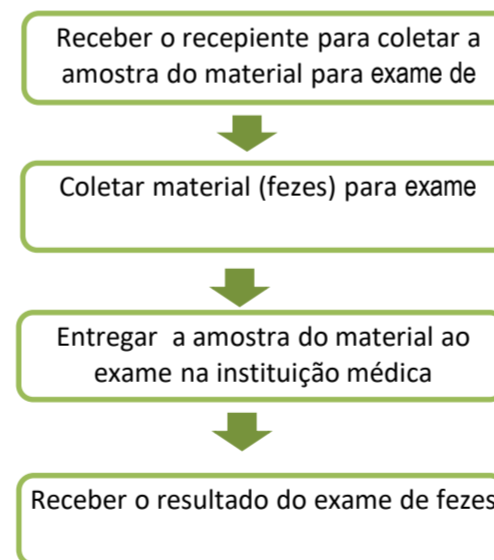 Receber o recepiente para coletar a
amostra do material para exame de
Coletar material (fezes) para exame
Entregar a amostra do material ao
exame na instituição médica
Receber o resultado do exame de fezes